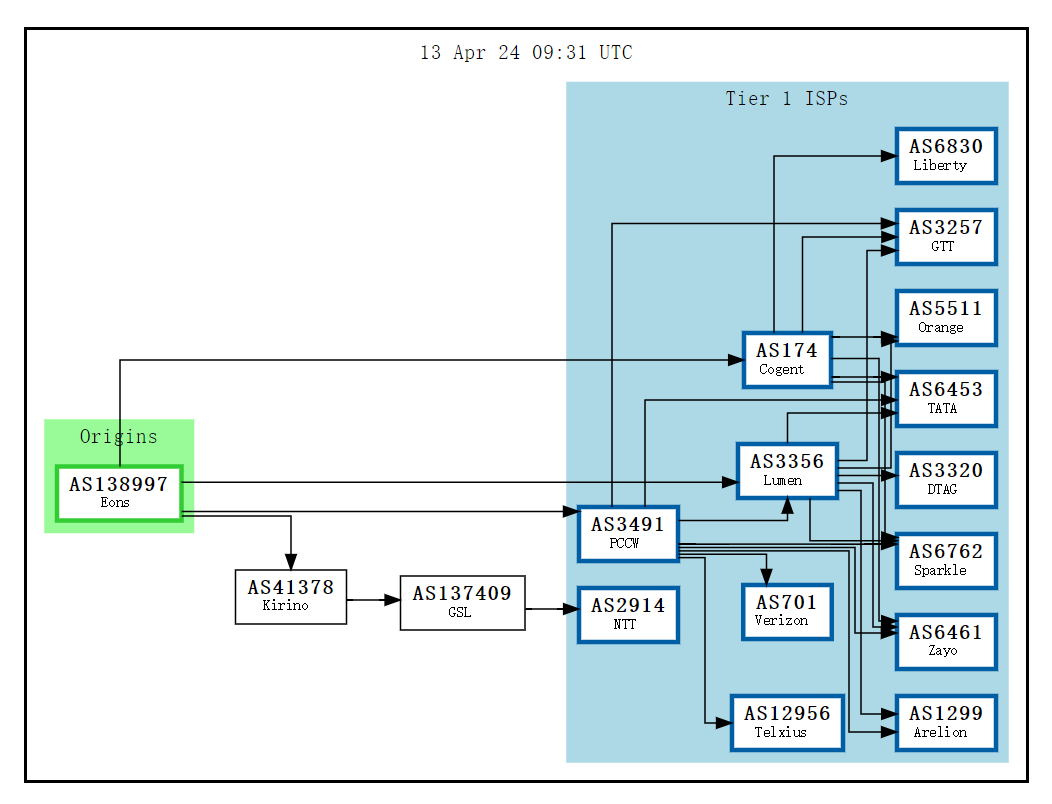 13 Apr 24 09:31 UTC
Tier 1 ISPs
AS6830
Liberty
AS3257
GTT
AS5511
Orange
AS174
Cogent
AS6453
TATA
Origins
AS138997
Eons
AS3356
Lumen
AS3320
DTAG
AS3491
PCCW
AS6762
Sparkle
AS41378
Kirino
AS137409
GSL
AS2914
NTT
AS701
Verizon
AS6461
Zayo
AS12956
Telxius
AS1299
Arelion